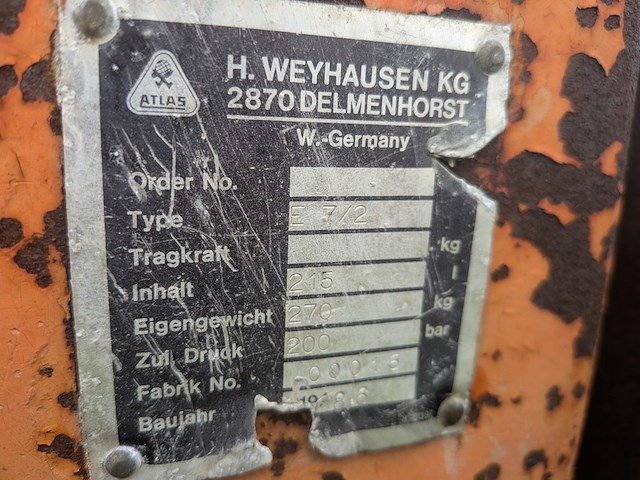 ATLAS
H. WEYHAUSEN KG
2870 DELMENHORST
W.-Germany
Order No.
Type E 7/2
Tragkraft kg
Inhalt 215 l
Eigengewicht 279 kg
Zul. Druck 200 bar
Fabrik No.
Baujahr